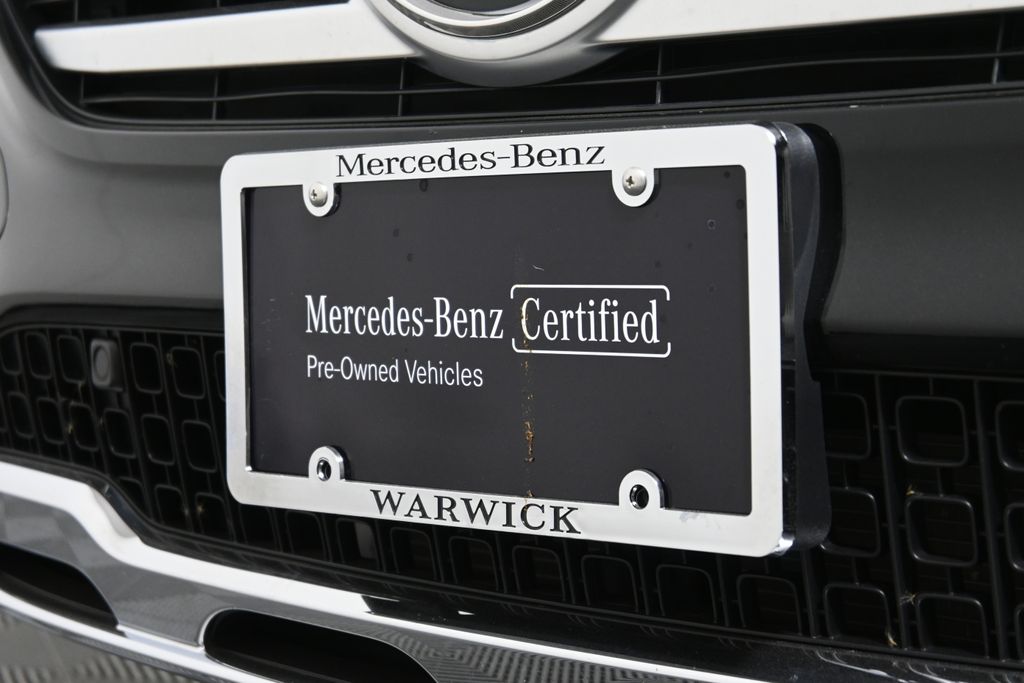 Mercedes-Benz
Mercedes-Benz Certified
Pre-Owned Vehicles
WARWICK